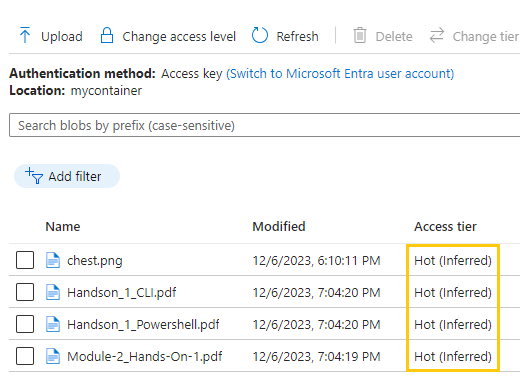 Upload Change access level Refresh Delete Change tier
Authentication method: Access key (Switch to Microsoft Entra user account)
Location: mycontainer
Search blobs by prefix (case-sensitive)
Add filter
Name Modified Access tier
chest.png 12/6/2023, 6:10:11 PM Hot (Inferred)
Handson_1_CLI.pdf 12/6/2023, 7:04:20 PM Hot (Inferred)
Handson_1_Powershell.pdf 12/6/2023, 7:04:20 PM Hot (Inferred)
Module-2_Hands-On-1.pdf 12/6/2023, 7:04:19 PM Hot (Inferred)